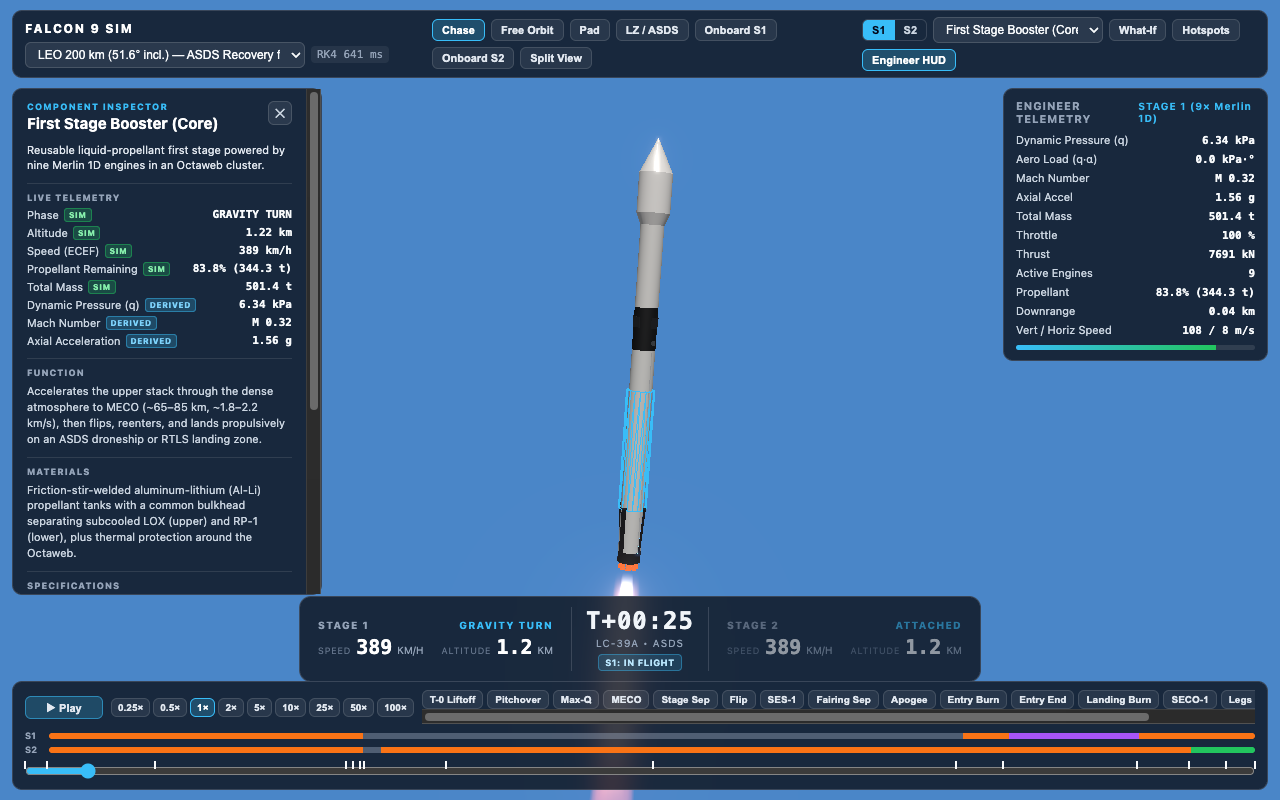 FALCON 9 SIM
LEO 200 km (51.6° incl.) — ASDS Recovery f
RK4 641 ms
Chase
Free Orbit
Pad
LZ / ASDS
Onboard S1
Onboard S2
Split View
S1
S2
First Stage Booster (Core
What-If
Hotspots
Engineer HUD
COMPONENT INSPECTOR
First Stage Booster (Core)
Reusable liquid-propellant first stage powered by
nine Merlin 1D engines in an Octaweb cluster.
LIVE TELEMETRY
Phase SIM GRAVITY TURN
Altitude SIM 1.22 km
Speed (ECEF) SIM 389 km/h
Propellant Remaining SIM 83.8% (344.3 t)
Total Mass SIM 501.4 t
Dynamic Pressure (q) DERIVED 6.34 kPa
Mach Number DERIVED M 0.32
Axial Acceleration DERIVED 1.56 g
FUNCTION
Accelerates the upper stack through the dense
atmosphere to MECO (~65–85 km, ~1.8–2.2
km/s), then flips, reenters, and lands propulsively
on an ASDS droneship or RTLS landing zone.
MATERIALS
Friction-stir-welded aluminum-lithium (Al-Li)
propellant tanks with a common bulkhead
separating subcooled LOX (upper) and RP-1
(lower), plus thermal protection around the
Octaweb.
SPECIFICATIONS
ENGINEER
TELEMETRY
STAGE 1 (9× Merlin
1D)
Dynamic Pressure (q) 6.34 kPa
Aero Load (q·α) 0.0 kPa·°
Mach Number M 0.32
Axial Accel 1.56 g
Total Mass 501.4 t
Throttle 100 %
Thrust 7691 kN
Active Engines 9
Propellant 83.8% (344.3 t)
Downrange 0.04 km
Vert / Horiz Speed 108 / 8 m/s
STAGE 1 GRAVITY TURN
SPEED 389 KM/H ALTITUDE 1.2 KM
T+00:25
LC-39A • ASDS
S1: IN FLIGHT
STAGE 2 ATTACHED
SPEED 389 KM/H ALTITUDE 1.2 KM
Play
0.25×
0.5×
1×
2×
5×
10×
25×
50×
100×
T-0 Liftoff
Pitchover
Max-Q
MECO
Stage Sep
Flip
SES-1
Fairing Sep
Apogee
Entry Burn
Entry End
Landing Burn
SECO-1
Legs
S1
S2